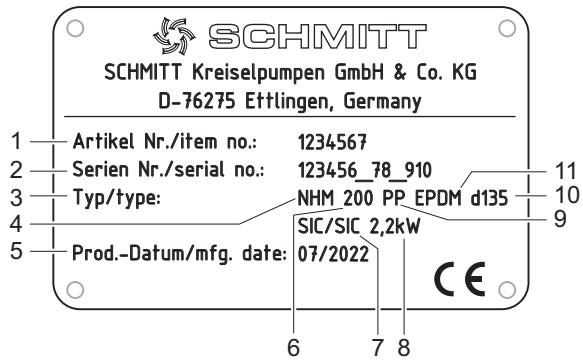 SCHMITT
SCHMITT Kreiselpumpen GmbH & Co. KG
D-76275 Ettlingen, Germany
1 Artikel Nr./item no.: 1234567
2 Serien Nr./serial no.: 123456_78_910 11
3 Typ/type: NHM 200 PP EPDM d135 10
4 9
SIC/SIC 2,2kW
5 Prod.-Datum/mfg. date: 07/2022
CE
6 7 8